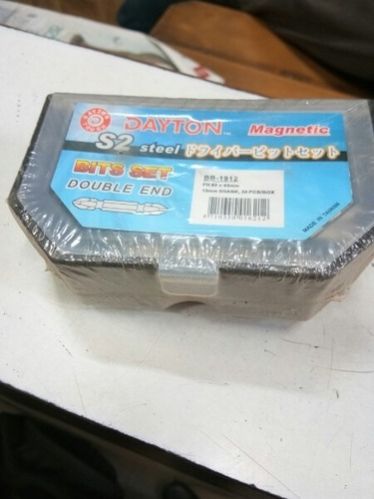 DAYTON
Magnetic
S2 steel ドライバービットセット
BITS SET
DOUBLE END
BB-1912
MADE IN TAIWAN